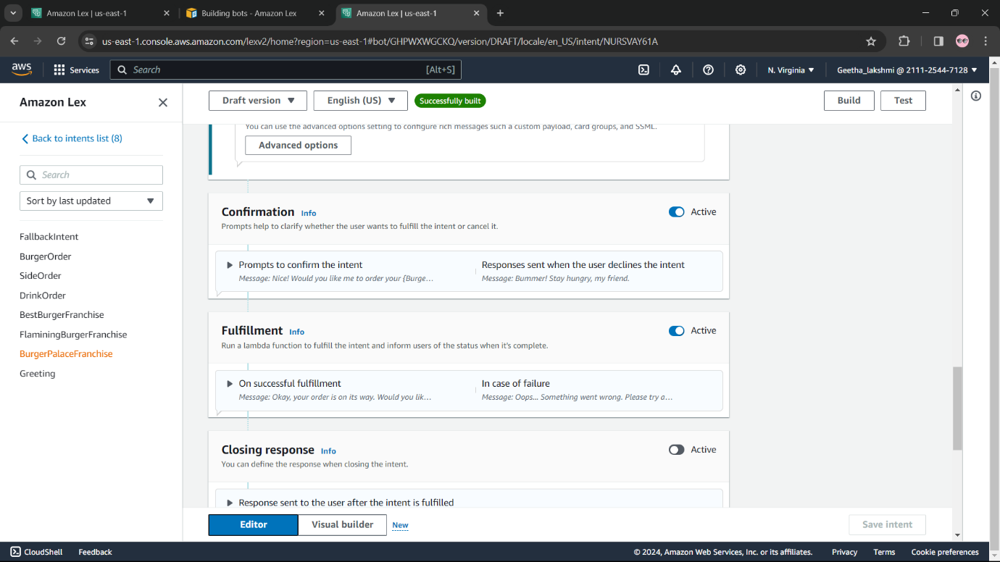 Amazon Lex | us-east-1
Building bots - Amazon Lex
Amazon Lex | us-east-1
us-east-1.console.aws.amazon.com/lexv2/home?region=us-east-1#bot/GHPWXWGCKQ/version/DRAFT/locale/en_US/intent/NURSVAY61A
aws
Services
Search
[Alt+S]
N. Virginia
Geetha_lakshmi @ 2111-2544-7128
Amazon Lex
Back to intents list (8)
Search
Sort by last updated
FallbackIntent
BurgerOrder
SideOrder
DrinkOrder
BestBurgerFranchise
FlaminingBurgerFranchise
BurgerPalaceFranchise
Greeting
Draft version
English (US)
Successfully built
Build
Test
You can use the advanced options setting to configure rich messages such a custom payload, card groups, and SSML.
Advanced options
Confirmation Info
Active
Prompts help to clarify whether the user wants to fulfill the intent or cancel it.
Prompts to confirm the intent
Message: Nice! Would you like me to order your {Burge...
Responses sent when the user declines the intent
Message: Bummer! Stay hungry, my friend.
Fulfillment Info
Active
Run a lambda function to fulfill the intent and inform users of the status when it's complete.
On successful fulfillment
Message: Okay, your order is on its way. Would you lik...
In case of failure
Message: Oops... Something went wrong. Please try a...
Closing response Info
Active
You can define the response when closing the intent.
Response sent to the user after the intent is fulfilled
Editor
Visual builder
New
Save intent
CloudShell
Feedback
© 2024, Amazon Web Services, Inc. or its affiliates.
Privacy
Terms
Cookie preferences